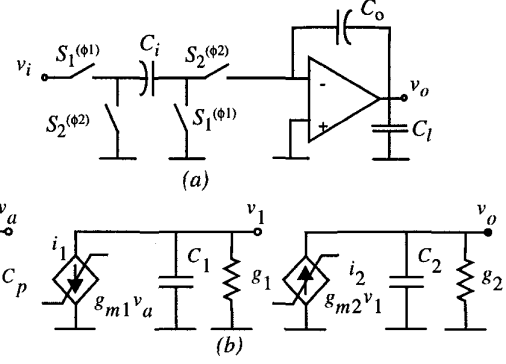 C_o
S_1^(ϕ1) C_i S_2^(ϕ2)
v_i
- v_o
S_2^(ϕ2) S_1^(ϕ1)
+ C_l
(a)
v_a v_1 v_o
i_1 C_1 C_2
C_p g_1 i_2 g_2
g_m1 v_a g_m2 v_1
(b)